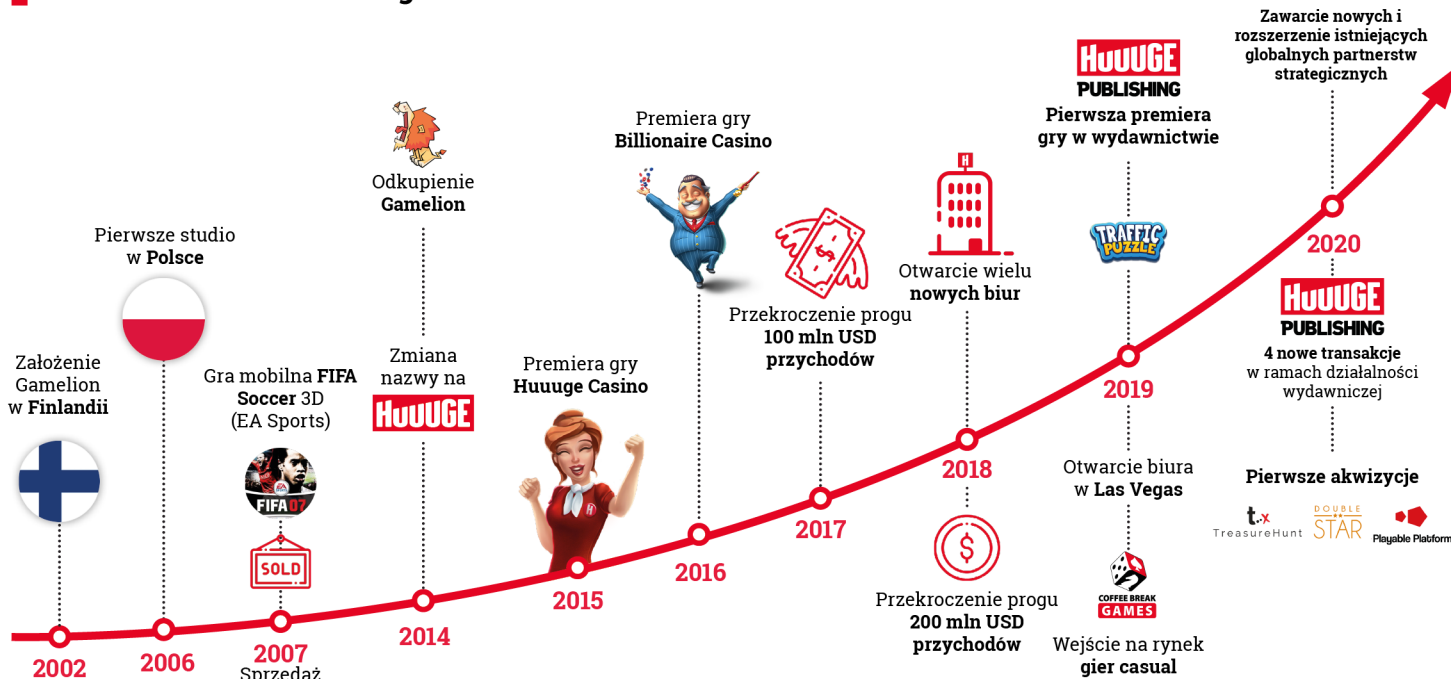 Założenie
Gamelion
w Finlandii
2002
Pierwsze studio
w Polsce
2006
Gra mobilna FIFA
Soccer 3D
(EA Sports)
EA SPORTS
FIFA 07
SOLD
2007
Sprzedaż
Odkupienie
Gamelion
Zmiana
nazwy na
HUUUGE
2014
Premiera gry
Huuuge Casino
2015
Premiera gry
Billionaire Casino
2016
Przekroczenie progu
100 mln USD
przychodów
2017
H
Otwarcie wielu
nowych biur
2018
$
Przekroczenie progu
200 mln USD
przychodów
HUUUGE
PUBLISHING
Pierwsza premiera
gry w wydawnictwie
TRAFFIC
PUZZLE
2019
Otwarcie biura
w Las Vegas
COFFEE BREAK
GAMES
Wejście na rynek
gier casual
Zawarcie nowych i
rozszerzenie istniejących
globalnych partnerstw
strategicznych
2020
HUUUGE
PUBLISHING
4 nowe transakcje
w ramach działalności
wydawniczej
Pierwsze akwizycje
t..x
TreasureHunt
DOUBLE
STAR
Playable Platform